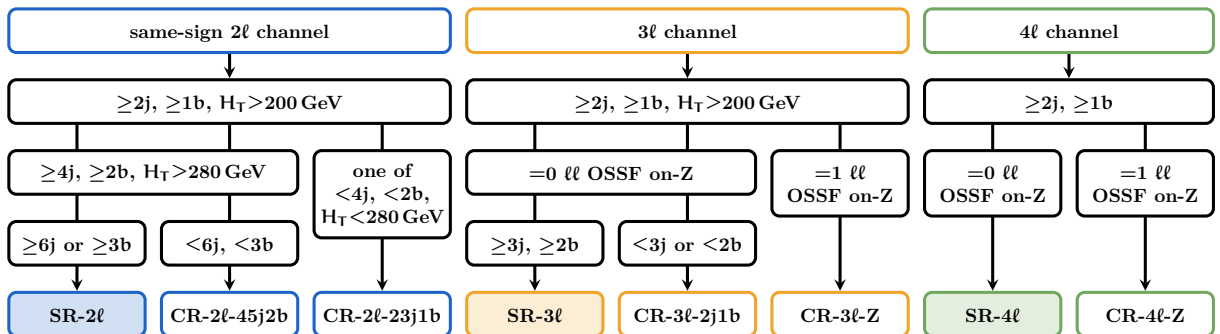 same-sign 2ℓ channel
3ℓ channel
4ℓ channel
≥2j, ≥1b, H_T>200 GeV
≥2j, ≥1b, H_T>200 GeV
≥2j, ≥1b
≥4j, ≥2b, H_T>280 GeV
one of
<4j, <2b,
H_T<280 GeV
=0 ℓℓ OSSF on-Z
=1 ℓℓ
OSSF on-Z
=0 ℓℓ
OSSF on-Z
=1 ℓℓ
OSSF on-Z
≥6j or ≥3b
<6j, <3b
≥3j, ≥2b
<3j or <2b
SR-2ℓ
CR-2ℓ-45j2b
CR-2ℓ-23j1b
SR-3ℓ
CR-3ℓ-2j1b
CR-3ℓ-Z
SR-4ℓ
CR-4ℓ-Z